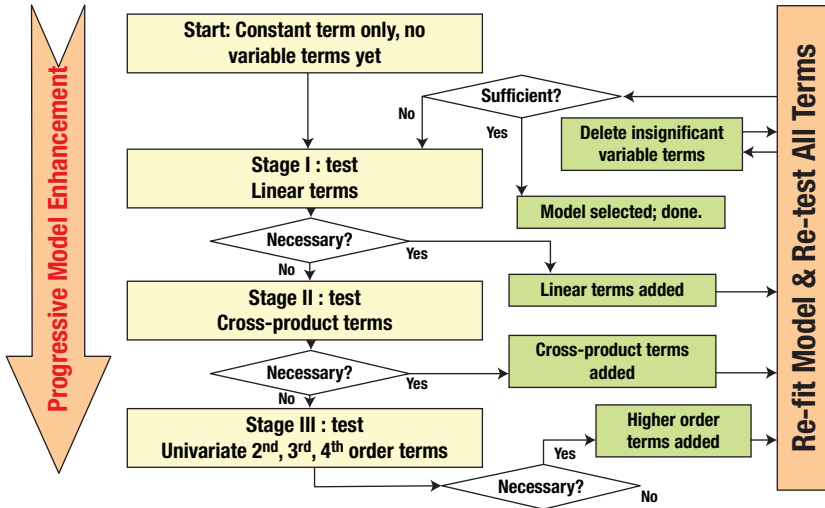 Progressive Model Enhancement
Start: Constant term only, no
variable terms yet
Sufficient?
No
Yes
Delete insignificant
variable terms
Stage I : test
Linear terms
Model selected; done.
Necessary?
Yes
No
Linear terms added
Stage II : test
Cross-product terms
Cross-product terms
added
Necessary?
Yes
No
Stage III : test
Univariate 2nd, 3rd, 4th order terms
Higher order
terms added
Yes
Necessary?
No
Re-fit Model & Re-test All Terms